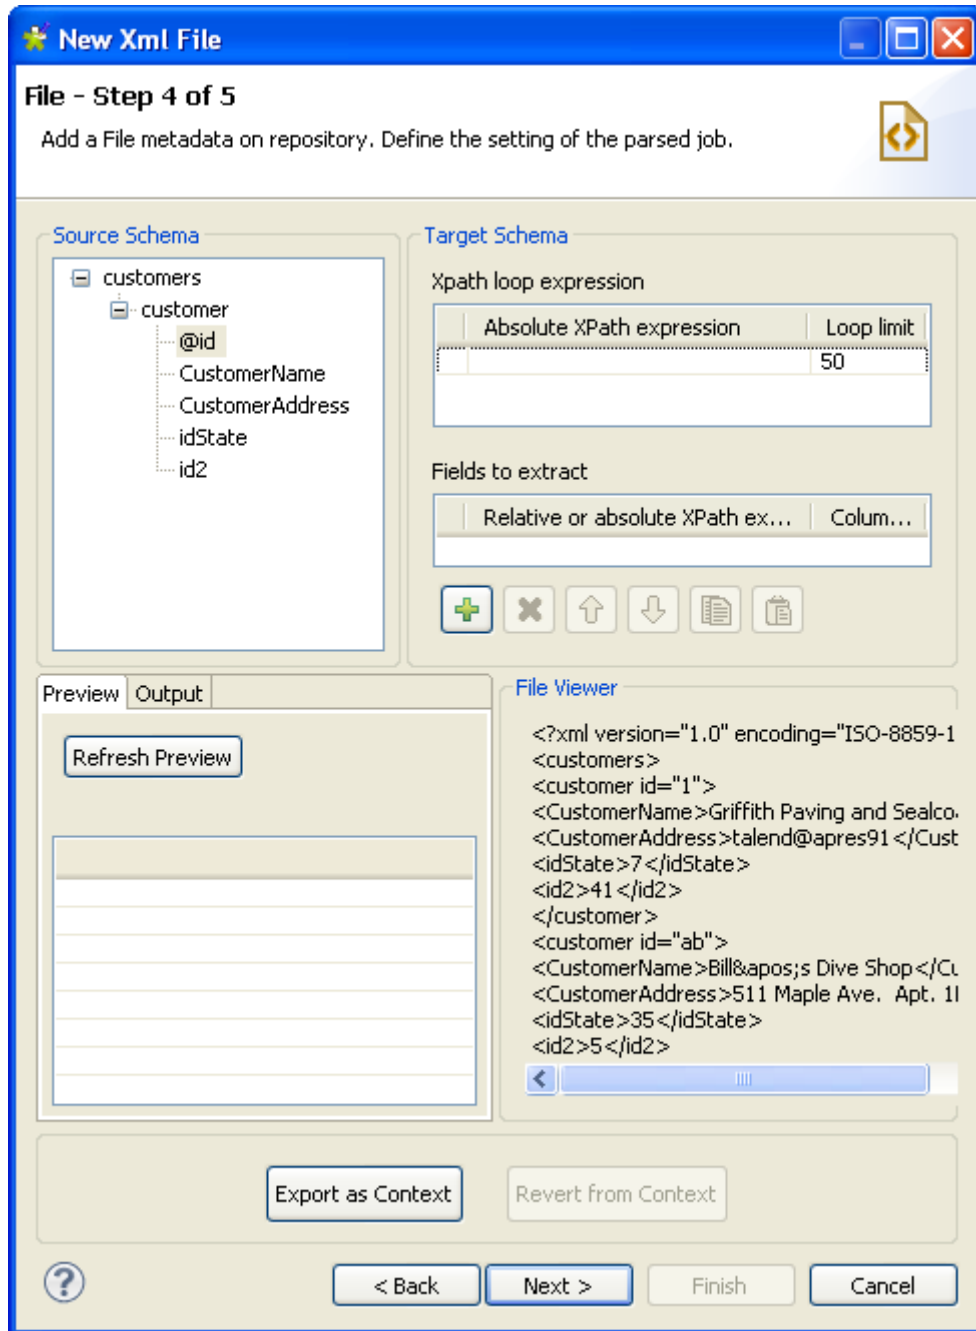 New Xml File
File - Step 4 of 5
Add a File metadata on repository. Define the setting of the parsed job.
Source Schema
customers
customer
@id
CustomerName
CustomerAddress
idState
id2
Target Schema
Xpath loop expression
Absolute XPath expression Loop limit
50
Fields to extract
Relative or absolute XPath ex... Colum...
Preview Output
Refresh Preview
File Viewer
<?xml version="1.0" encoding="ISO-8859-1
<customers>
<customer id="1">
<CustomerName>Griffith Paving and Sealco
<CustomerAddress>talend@apres91</Cust
<idState>7</idState>
<id2>41</id2>
</customer>
<customer id="ab">
<CustomerName>Bill&apos;s Dive Shop</Cu
<CustomerAddress>511 Maple Ave.  Apt. 1
<idState>35</idState>
<id2>5</id2>
Export as Context Revert from Context
? < Back Next > Finish Cancel